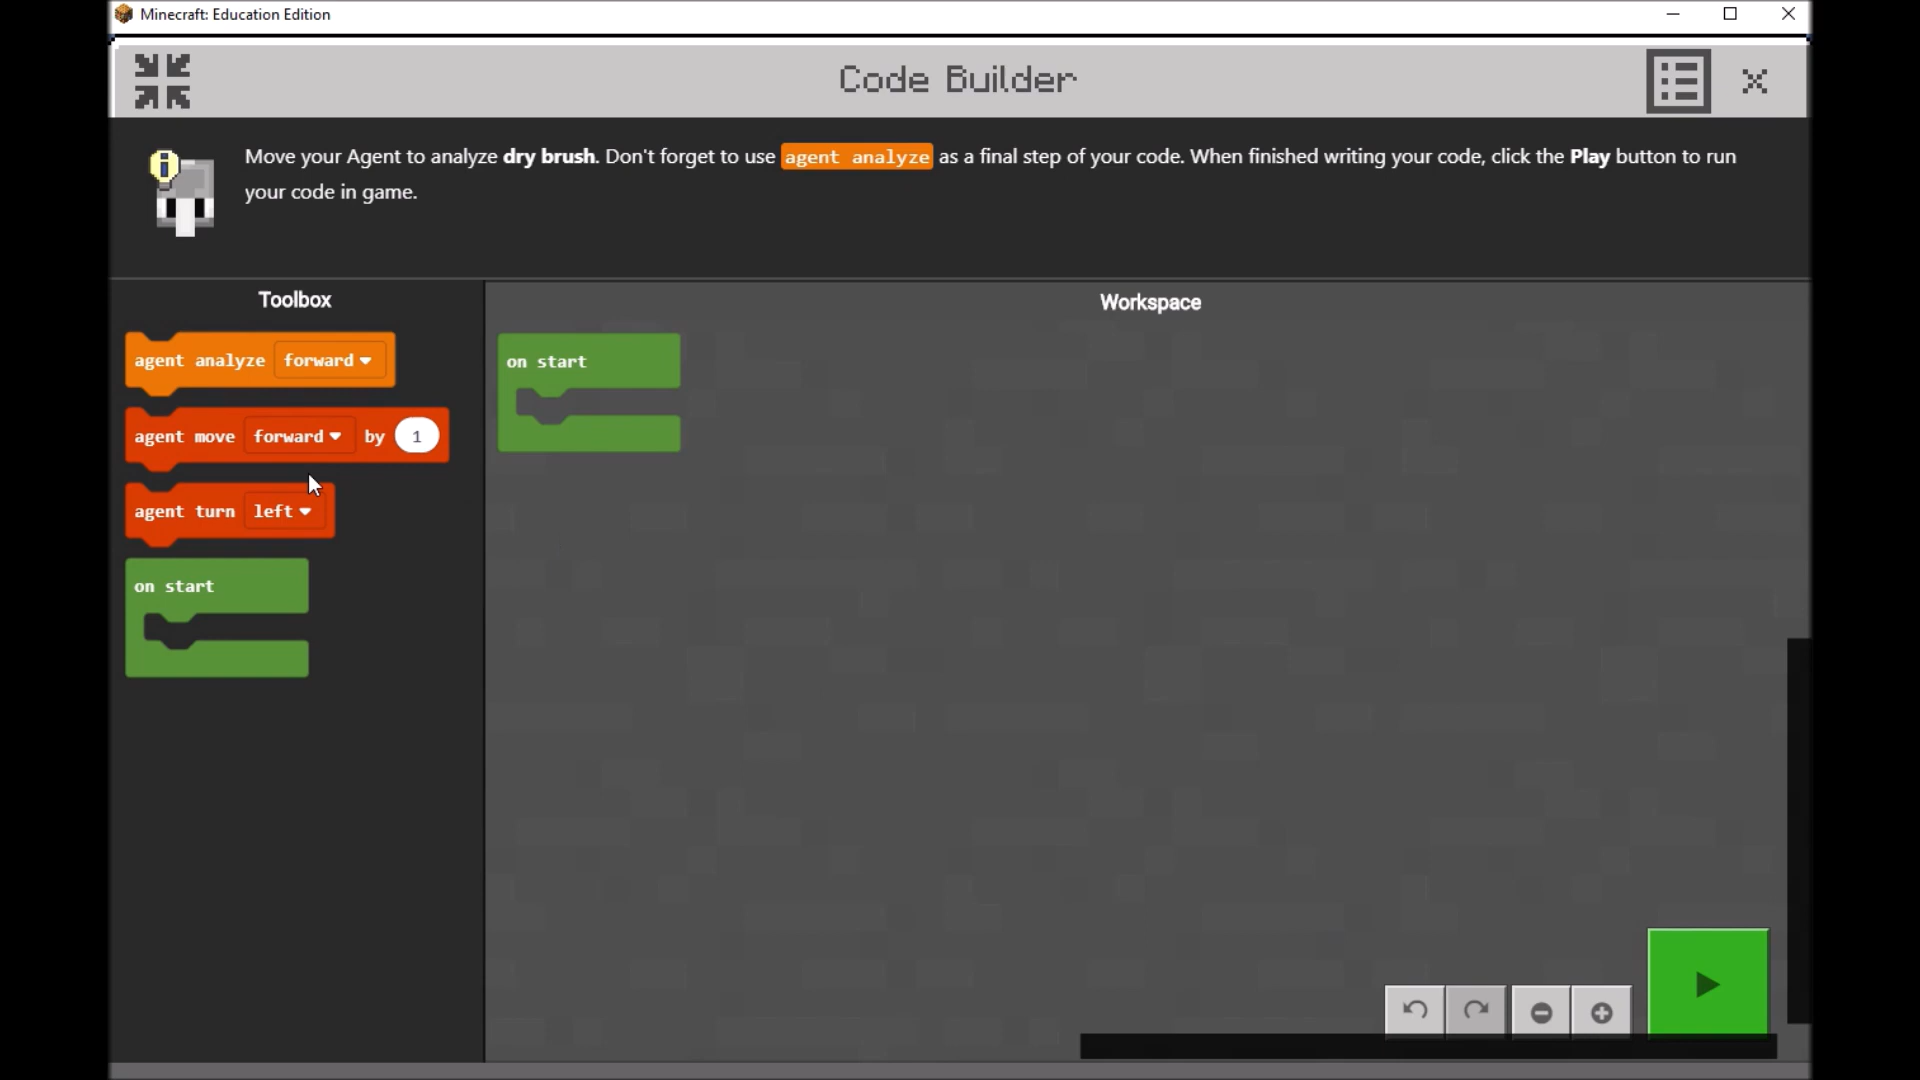 Minecraft: Education Edition
Code Builder
Move your Agent to analyze dry brush. Don't forget to use agent analyze as a final step of your code. When finished writing your code, click the Play button to run
your code in game.
Toolbox
Workspace
agent analyze forward
on start
agent move forward by 1
agent turn left
on start